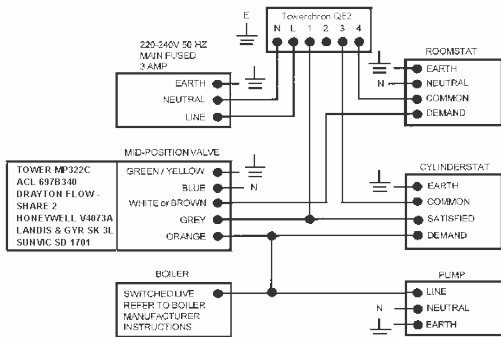 E
Towerchron QE2
N L 1 2 3 4
220-240V 50 HZ
MAIN FUSED
3 AMP
EARTH
NEUTRAL
LINE
ROOMSTAT
EARTH
N
NEUTRAL
COMMON
DEMAND
MID-POSITION VALVE
TOWER MP322C
ACL 697B340
DRAYTON FLOW -
SHARE 2
HONEYWELL V4073A
LANDIS & GYR SK 3L
SUNVIC SD 1701
GREEN / YELLOW
BLUE
N
WHITE or BROWN
GREY
ORANGE
CYLINDERSTAT
EARTH
COMMON
SATISFIED
DEMAND
BOILER
SWITCHED LIVE
REFER TO BOILER
MANUFACTURER
INSTRUCTIONS
PUMP
LINE
N
NEUTRAL
EARTH